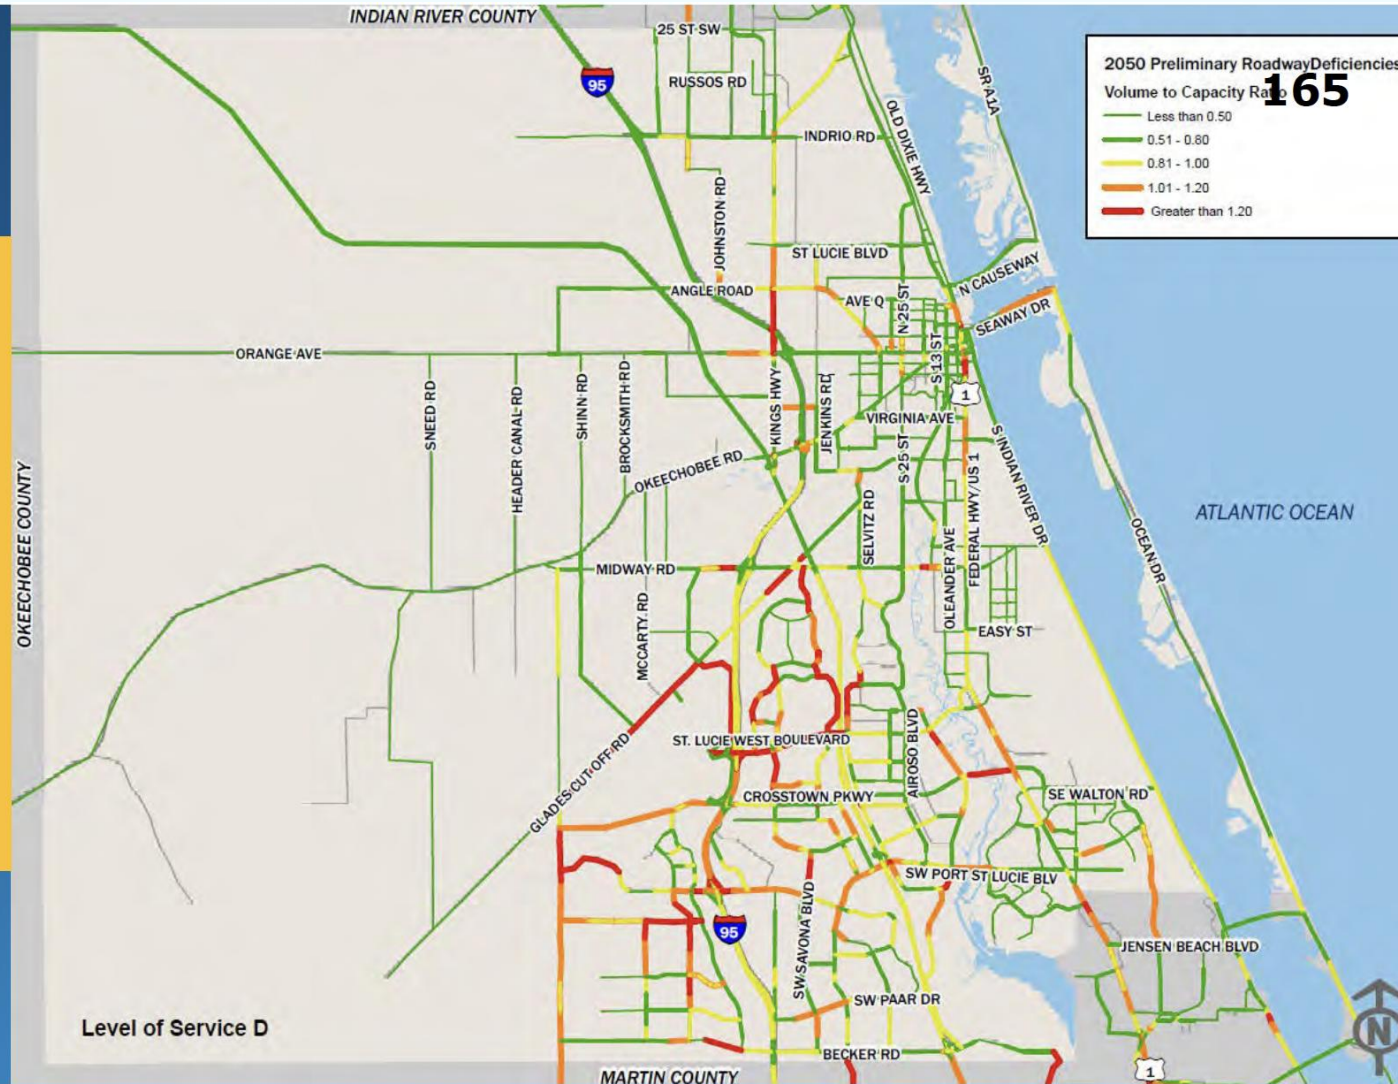 INDIAN RIVER COUNTY
25 ST SW
95
RUSSOS RD
SR A1A
2050 Preliminary RoadwayDeficiencies
Volume to Capacity Ratio
165
Less than 0.50
0.51 - 0.80
0.81 - 1.00
1.01 - 1.20
Greater than 1.20
OLD DIXIE HWY
INDRIO RD
JOHNSTON RD
ST LUCIE BLVD
N CAUSEWAY
ANGLE ROAD
AVE Q
N 25 ST
SEAWAY DR
ORANGE AVE
S 13 ST
SNEED RD
HEADER CANAL RD
SHINN RD
BROCKSMITH RD
KINGS HWY
JENKINS RD
1
VIRGINIA AVE
OKEECHOBEE RD
S 25 ST
FEDERAL HWY/US 1
S INDIAN RIVER DR
OKEECHOBEE COUNTY
SELVITZ RD
ATLANTIC OCEAN
OCEAN DR
MIDWAY RD
OLEANDER AVE
MCCARTY RD
EASY ST
ST. LUCIE WEST BOULEVARD
AIROSO BLVD
GLADES CUT OFF RD
CROSSTOWN PKWY
SE WALTON RD
SW PORT ST LUCIE BLV
95
SW SAVONA BLVD
JENSEN BEACH BLVD
SW PAAR DR
Level of Service D
N
BECKER RD
1
MARTIN COUNTY